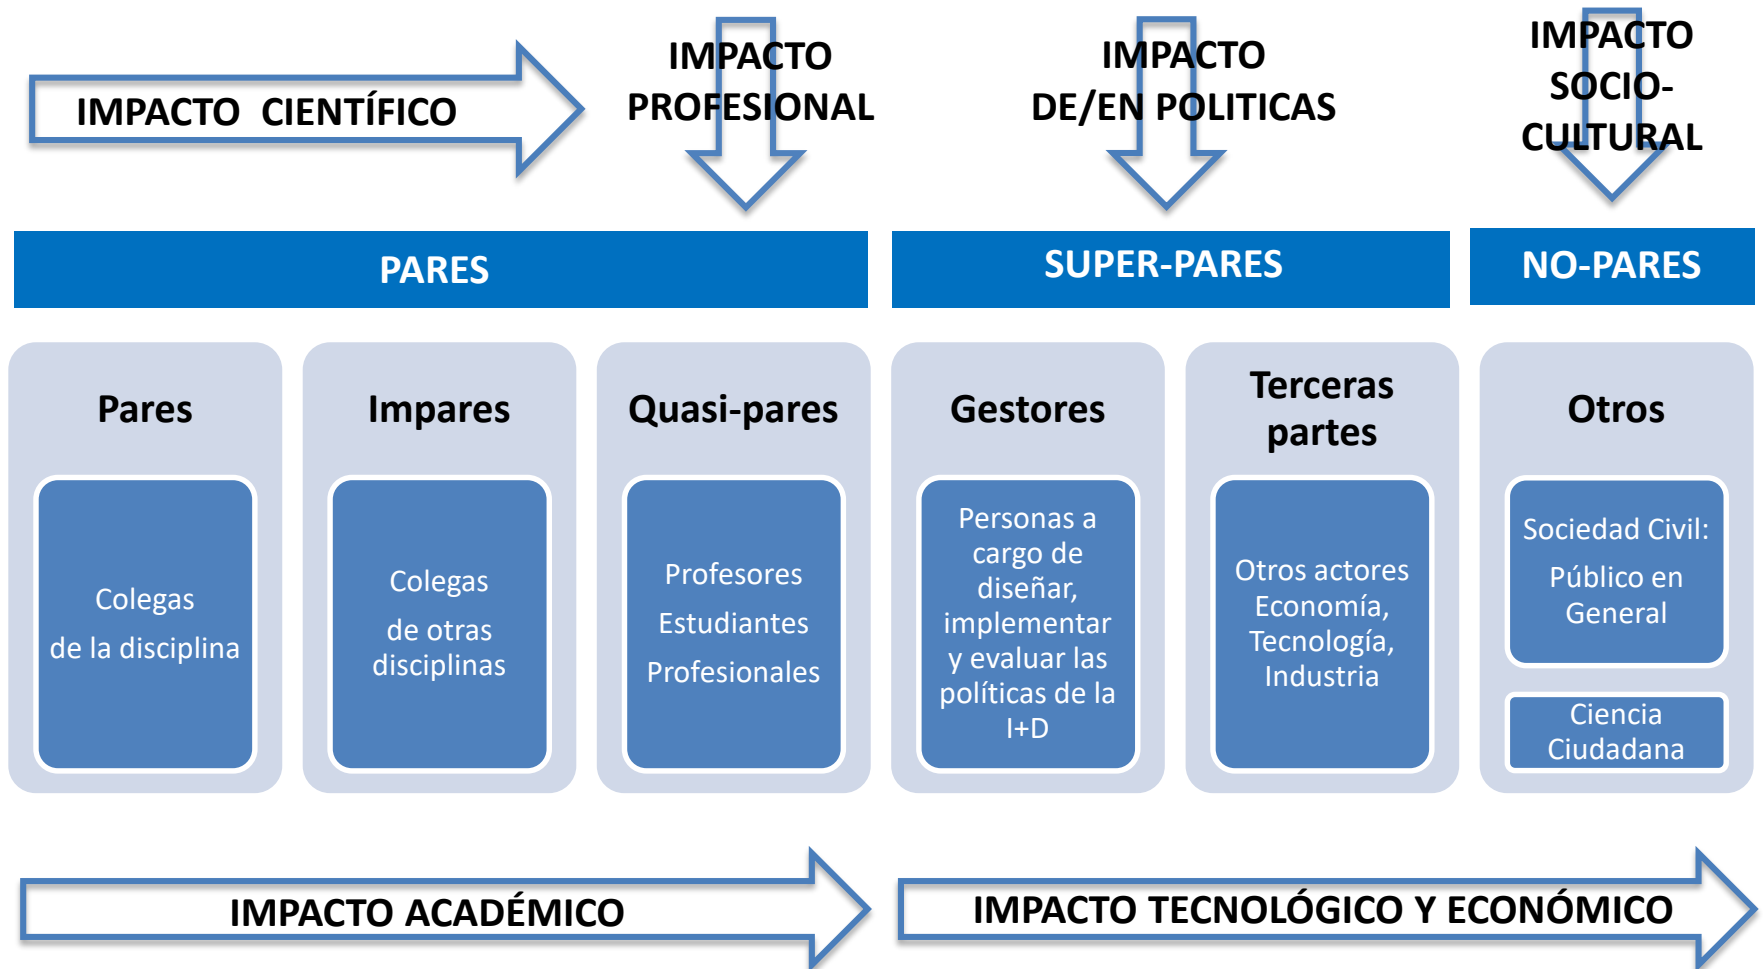 IMPACTO CIENTÍFICO
IMPACTO
PROFESIONAL
IMPACTO
DE/EN POLITICAS
IMPACTO
SOCIO-
CULTURAL
PARES
SUPER-PARES
NO-PARES
Pares
Colegas
de la disciplina
Impares
Colegas
de otras
disciplinas
Quasi-pares
Profesores
Estudiantes
Profesionales
Gestores
Personas a
cargo de
diseñar,
implementar
y evaluar las
políticas de la
I+D
Terceras
partes
Otros actores
Economía,
Tecnología,
Industria
Otros
Sociedad Civil:
Público en
General
Ciencia
Ciudadana
IMPACTO ACADÉMICO
IMPACTO TECNOLÓGICO Y ECONÓMICO